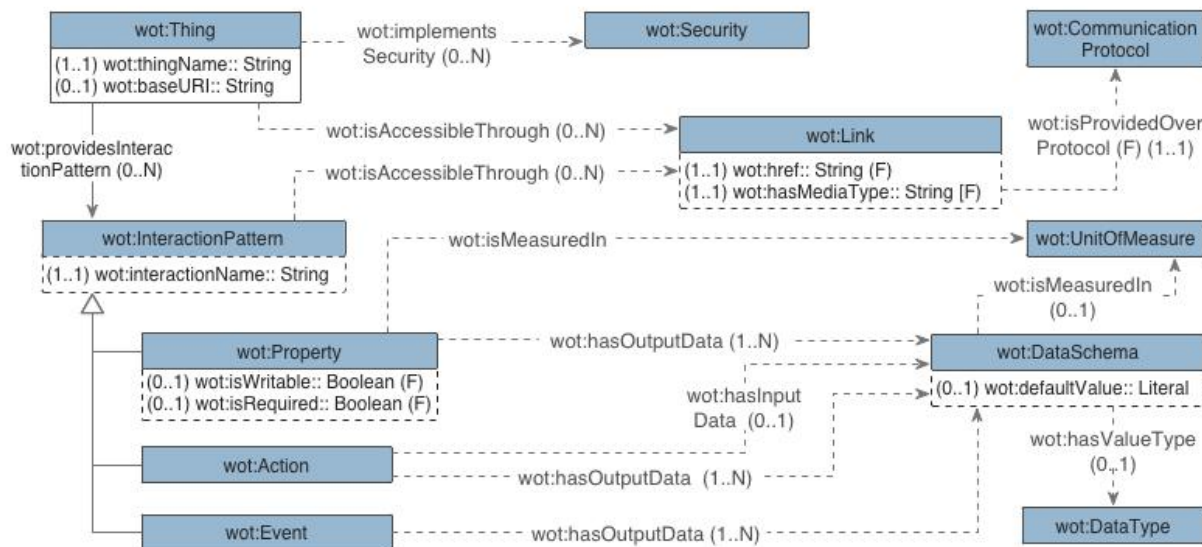 wot:Thing
(1..1) wot:thingName:: String
(0..1) wot:baseURI:: String
wot:implements
Security (0..N)
wot:Security
wot:Communication
Protocol
wot:isAccessibleThrough (0..N)
wot:Link
(1..1) wot:href:: String (F)
(1..1) wot:hasMediaType:: String [F)
wot:isProvidedOver
Protocol (F) (1..1)
wot:providesInterac
tionPattern (0..N)
wot:isAccessibleThrough (0..N)
wot:InteractionPattern
(1..1) wot:interactionName:: String
wot:isMeasuredIn
wot:UnitOfMeasure
wot:isMeasuredIn
(0..1)
wot:Property
(0..1) wot:isWritable:: Boolean (F)
(0..1) wot:isRequired:: Boolean (F)
wot:hasOutputData (1..N)
wot:DataSchema
(0..1) wot:defaultValue:: Literal
wot:hasInput
Data (0..1)
wot:Action
wot:hasOutputData (1..N)
wot:hasValueType
(0..1)
wot:Event
wot:hasOutputData (1..N)
wot:DataType